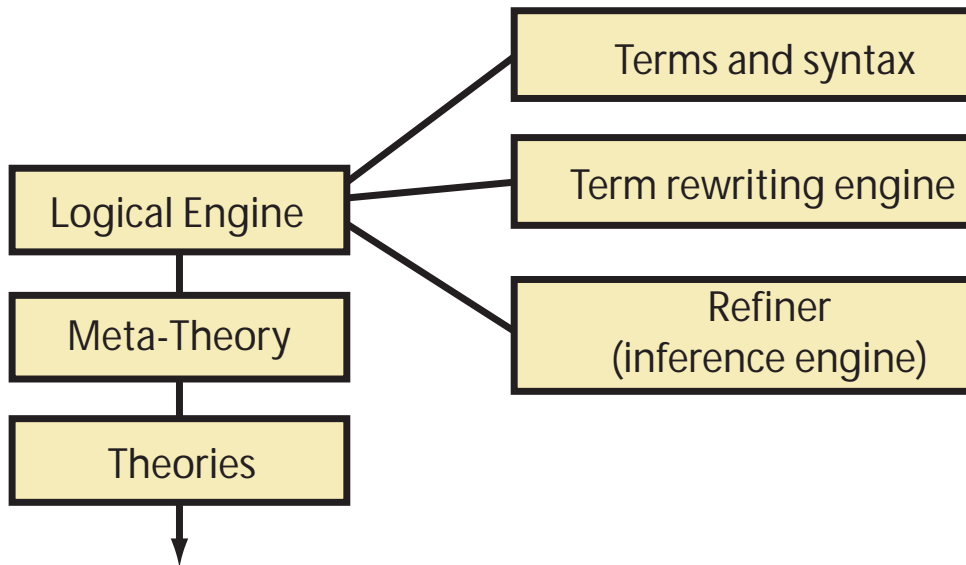 Terms and syntax
Logical Engine
Term rewriting engine
Meta-Theory
Refiner
(inference engine)
Theories